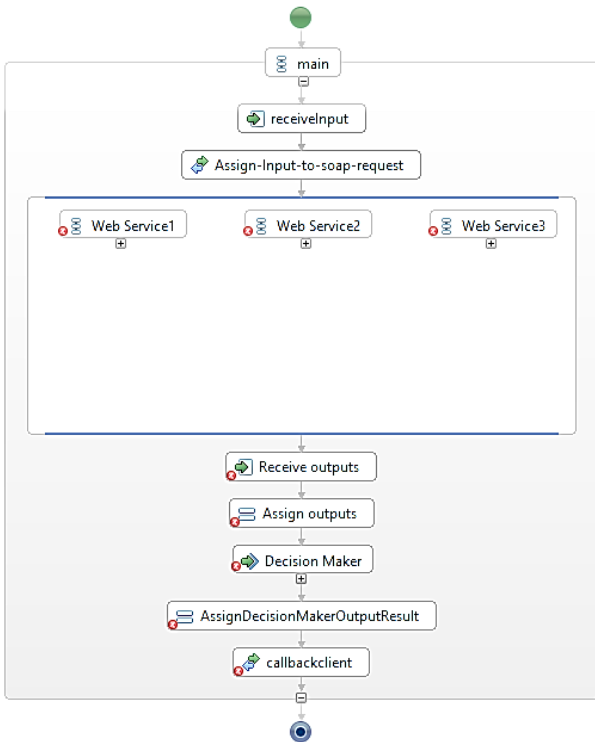 main
receiveInput
Assign-Input-to-soap-request
Web Service1 Web Service2 Web Service3
Receive outputs
Assign outputs
Decision Maker
AssignDecisionMakerOutputResult
callbackclient